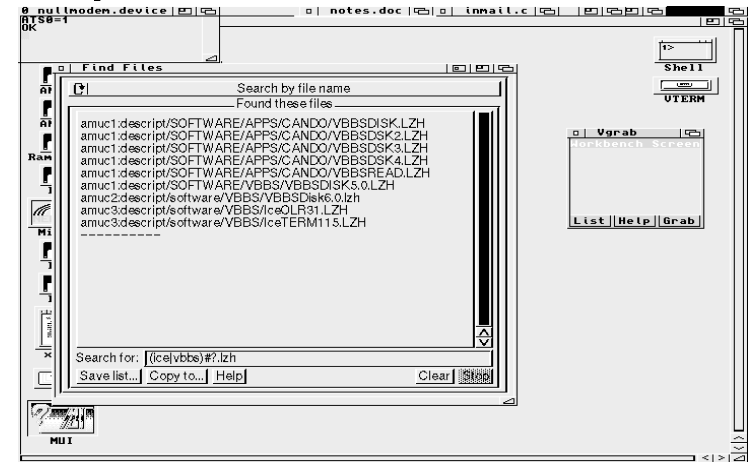 0 nullmodem.device
notes.doc
inmail.c
ATS0=1
OK
1>
Shell
VTERM
Find Files
Search by file name
Found these files
amuc1:descript/SOFTWARE/APPS/CANDO/VBBSDISK.LZH
amuc1:descript/SOFTWARE/APPS/CANDO/VBBSDSK2.LZH
amuc1:descript/SOFTWARE/APPS/CANDO/VBBSDSK3.LZH
amuc1:descript/SOFTWARE/APPS/CANDO/VBBSDSK4.LZH
amuc1:descript/SOFTWARE/APPS/CANDO/VBBSREAD.LZH
amuc1:descript/SOFTWARE/VBBS/VBBSDISK5.0.LZH
amuc2:descript/software/VBBS/VBBSDisk6.0.lzh
amuc3:descript/software/VBBS/IceOLR31.LZH
amuc3:descript/software/VBBS/IceTERM115.LZH
----------
Search for: (ice|vbbs)#?.lzh
Save list... Copy to... Help Clear Stop
Vgrab
Workbench Screen
List Help Grab
Ram
Mi
MUI